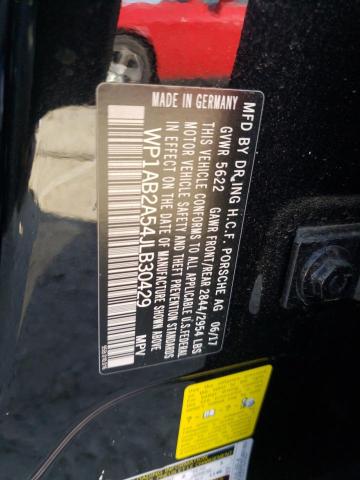 MADE IN GERMANY
MFD BY DR.ING H.C.F. PORSCHE AG 06/17
GVWR 5622 GAWR FRONT/REAR 2844/2954 LBS
THIS VEHICLE CONFORMS TO ALL APPLICABLE U.S. FEDERAL
MOTOR VEHICLE SAFETY AND THEFT PREVENTION STANDARDS
IN EFFECT ON THE DATE OF MANUFACTURE SHOWN ABOVE
WP1AB2A54JLB30429
MPV